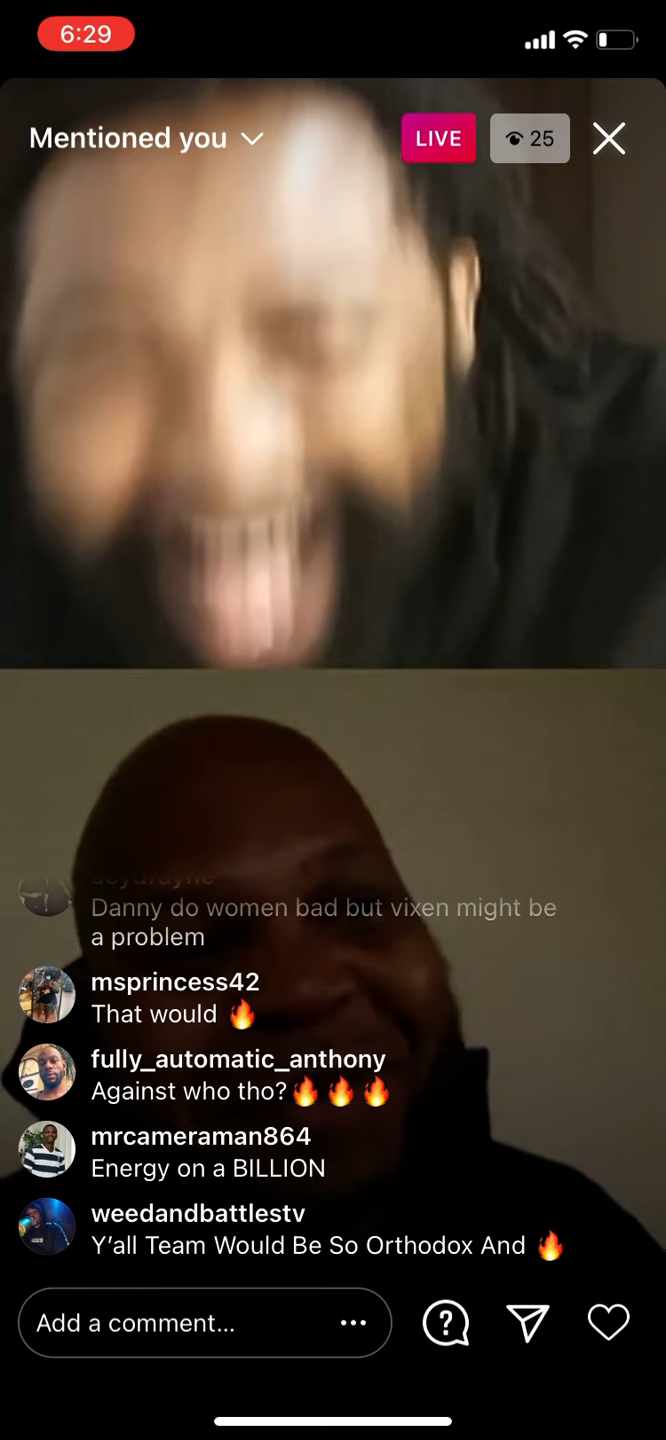 6:29
Mentioned you
LIVE
25
Danny do women bad but vixen might be
a problem
msprincess42
That would 🔥
fully_automatic_anthony
Against who tho?🔥🔥🔥
mrcameraman864
Energy on a BILLION
weedandbattlestv
Y'all Team Would Be So Orthodox And 🔥
Add a comment...